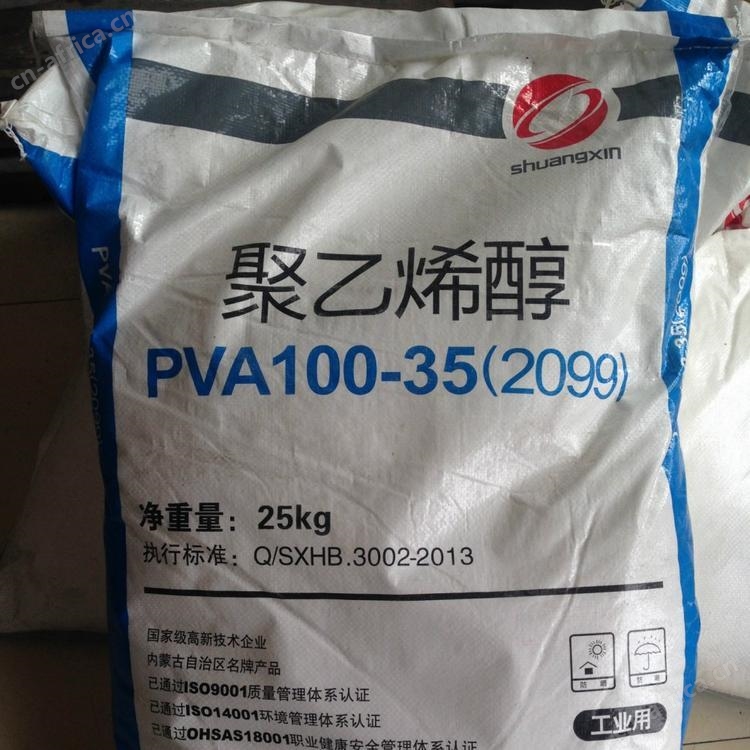 cn-africa.cn
shuangxin
聚乙烯醇
PVA100-35(2099)
净重量：25kg
执行标准：Q/SXHB.3002-2013
国家级高新技术企业
内蒙古自治区名牌产品
已通过ISO9001质量管理体系认证
已通过ISO14001环境管理体系认证
已通过OHSAS18001职业健康安全管理体系认证
防晒
防潮
工业用